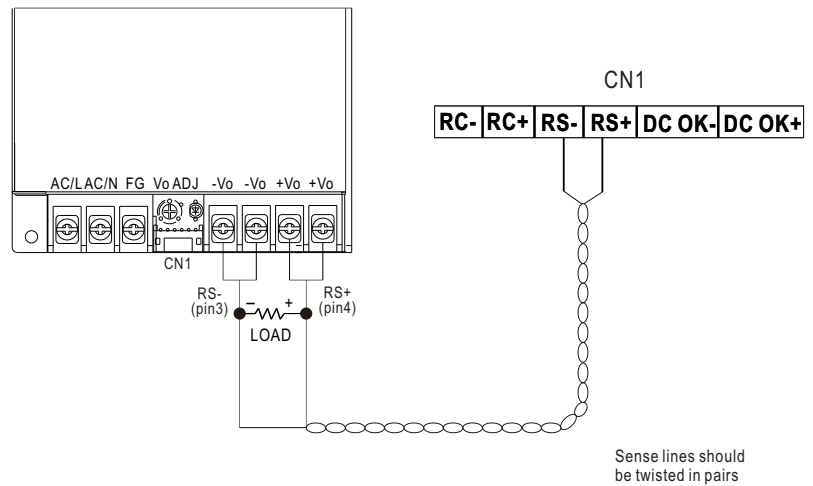 CN1
RC- RC+ RS- RS+ DC OK- DC OK+
AC/L AC/N FG Vo ADJ -Vo -Vo +Vo +Vo
CN1
RS-
(pin3)
− +
RS+
(pin4)
LOAD
Sense lines should
be twisted in pairs